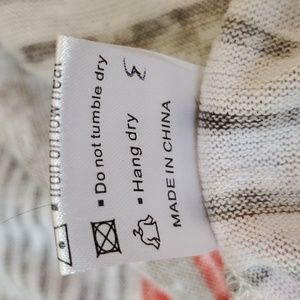 Iron on low heat
▪ Do not tumble dry
▪ Hang dry
MADE IN CHINA